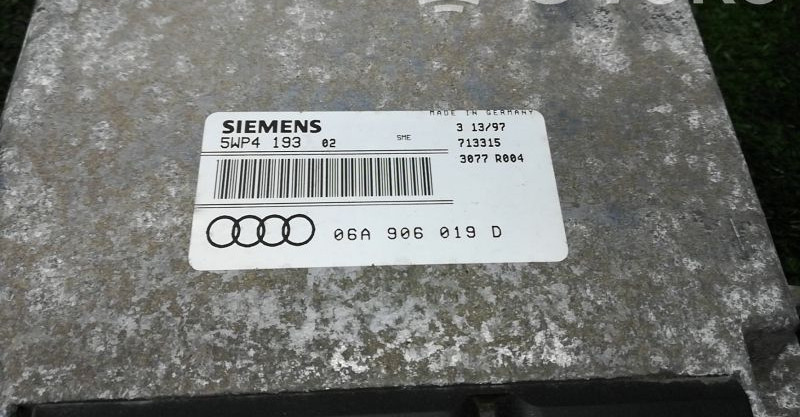 MADE IN GERMANY
SIEMENS 3 13/97
5WP4 193 02 SME 713315
3077 R004
06A 906 019 D